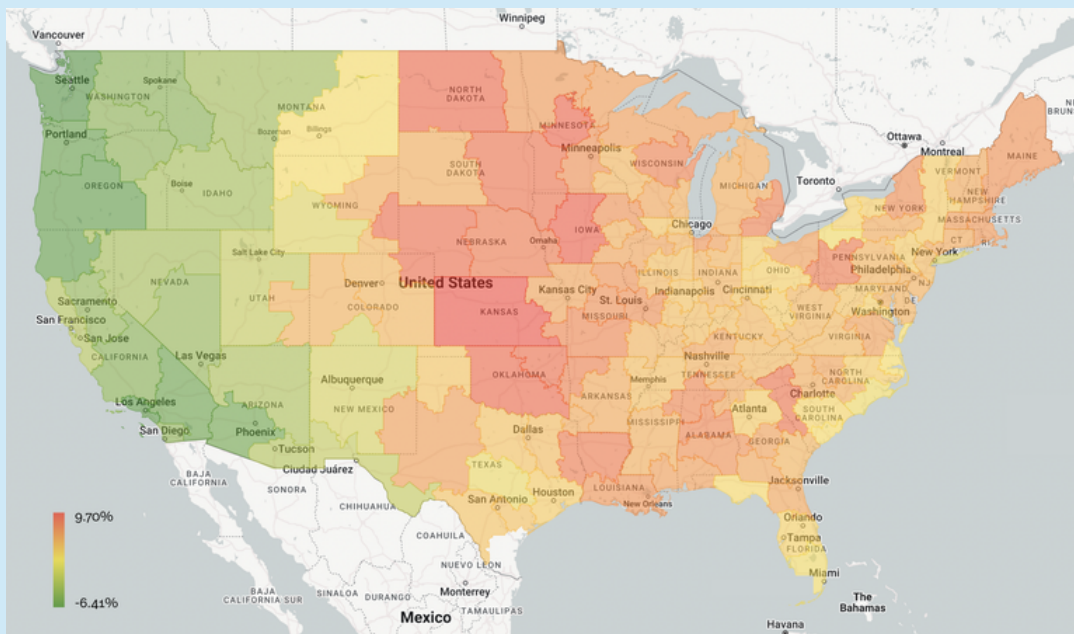 Winnipeg
Vancouver
Seattle
Spokane
WASHINGTON
Portland
OREGON
Boise
IDAHO
MONTANA
Bozeman
Billings
NORTH
DAKOTA
SOUTH
DAKOTA
MINNESOTA
Minneapolis
WISCONSIN
MICHIGAN
Ottawa
Montreal
Toronto
MAINE
VERMONT
NEW
HAMPSHIRE
MASSACHUSETTS
NEW YORK
CT
RI
New York
WYOMING
NEBRASKA
Omaha
IOWA
Chicago
Salt Lake City
NEVADA
UTAH
Denver
COLORADO
United States
KANSAS
Kansas City
St. Louis
MISSOURI
ILLINOIS
INDIANA
Indianapolis
OHIO
Cincinnati
PENNSYLVANIA
Philadelphia
NJ
MARYLAND
DE
Washington
WEST
VIRGINIA
VIRGINIA
KENTUCKY
Sacramento
San Francisco
San Jose
CALIFORNIA
Las Vegas
Los Angeles
San Diego
ARIZONA
Phoenix
Tucson
Albuquerque
NEW MEXICO
OKLAHOMA
ARKANSAS
Memphis
Nashville
TENNESSEE
NORTH
CAROLINA
Charlotte
SOUTH
CAROLINA
Atlanta
MISSISSIPPI
ALABAMA
GEORGIA
Dallas
TEXAS
San Antonio
Houston
LOUISIANA
New Orleans
Jacksonville
Orlando
Tampa
FLORIDA
Miami
Ciudad Juárez
BAJA
CALIFORNIA
SONORA
CHIHUAHUA
COAHUILA
NUEVO LEON
Monterrey
BAJA
CALIFORNIA SUR
SINALOA
DURANGO
TAMAULIPAS
Mexico
The
Bahamas
Havana
9.70%
-6.41%